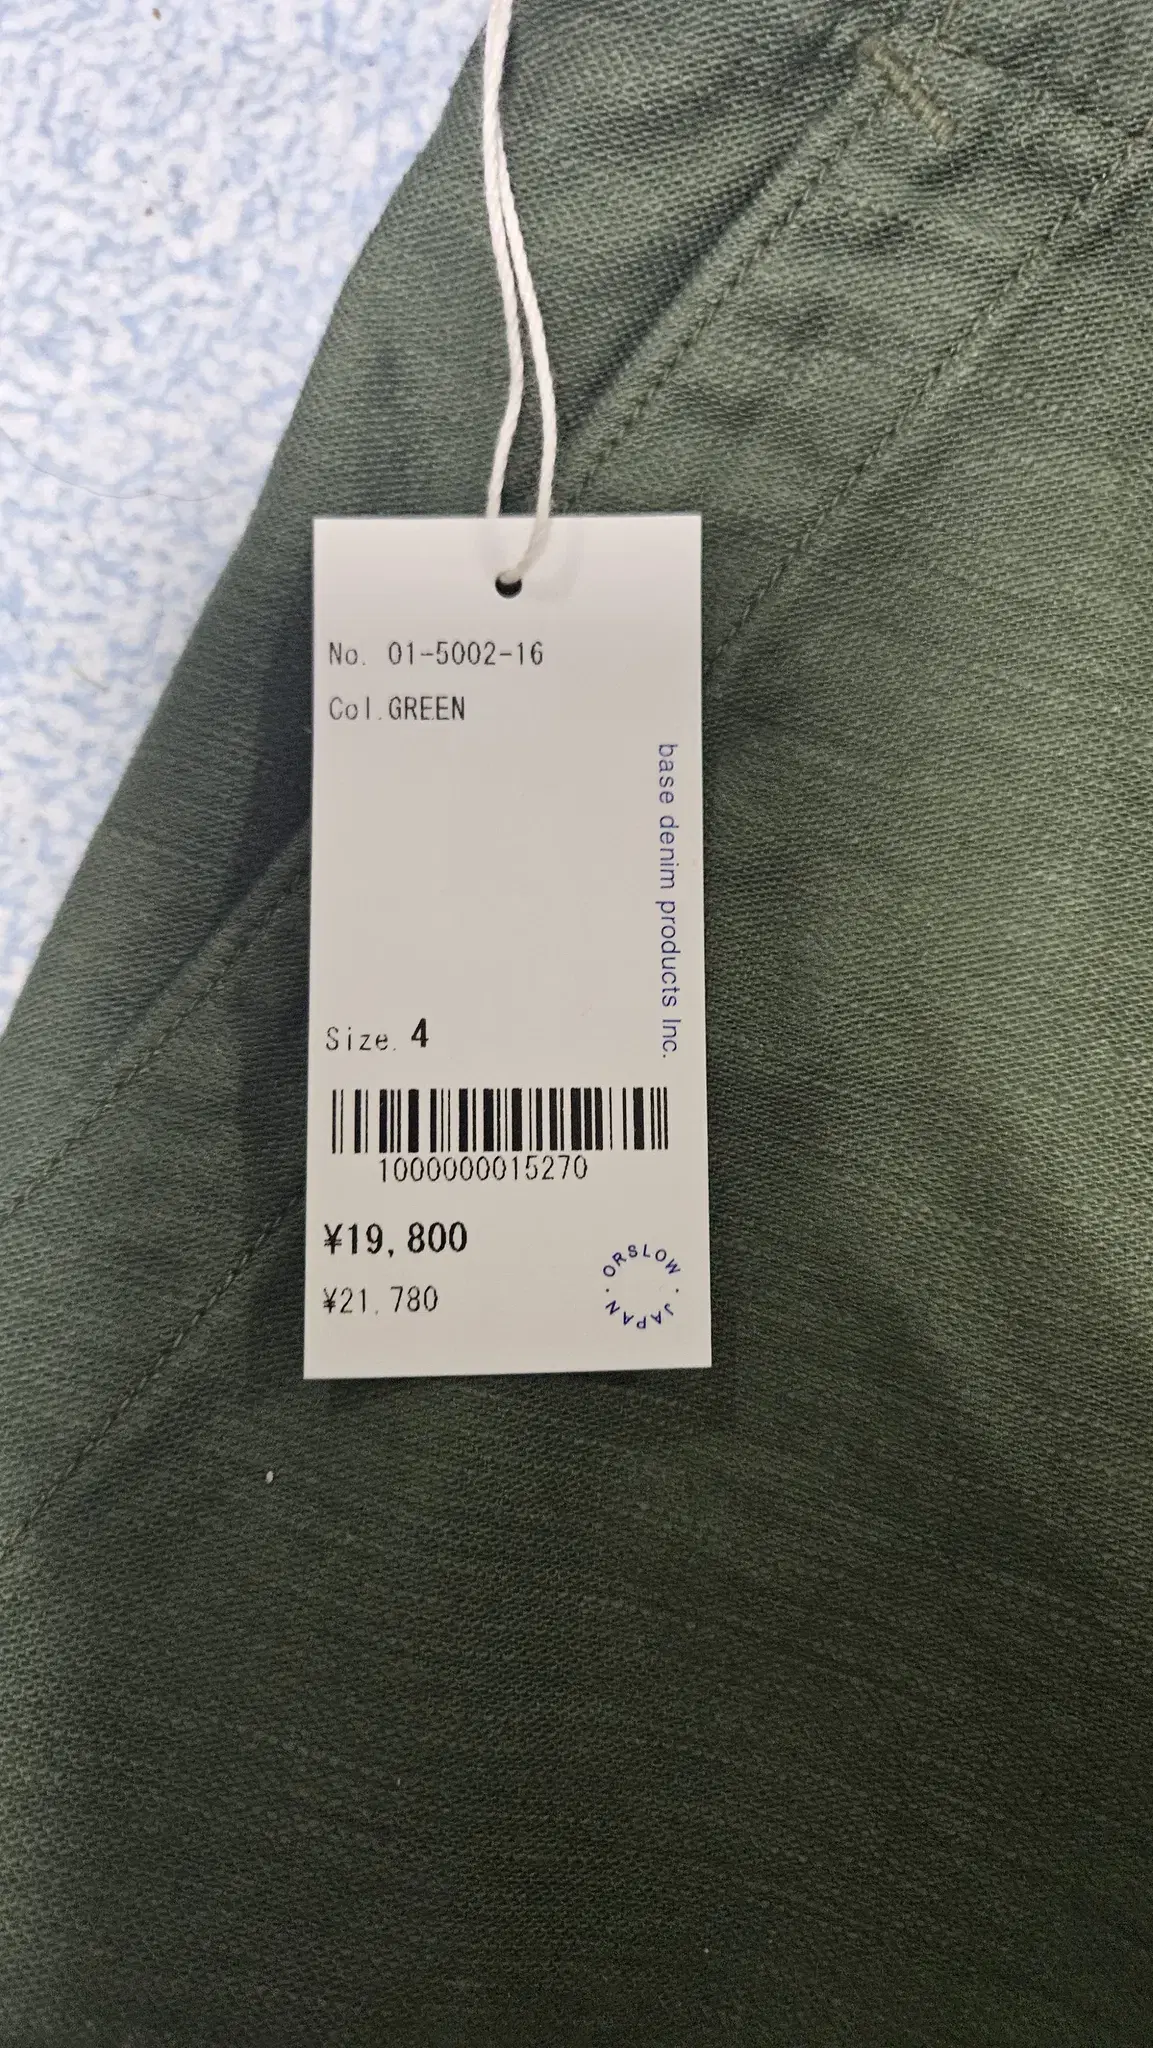 No. 01-5002-16
Col.GREEN
base denim products Inc.
Size. 4
1000000015270
¥19,800
¥21,780
ORSLOW · JAPAN ·